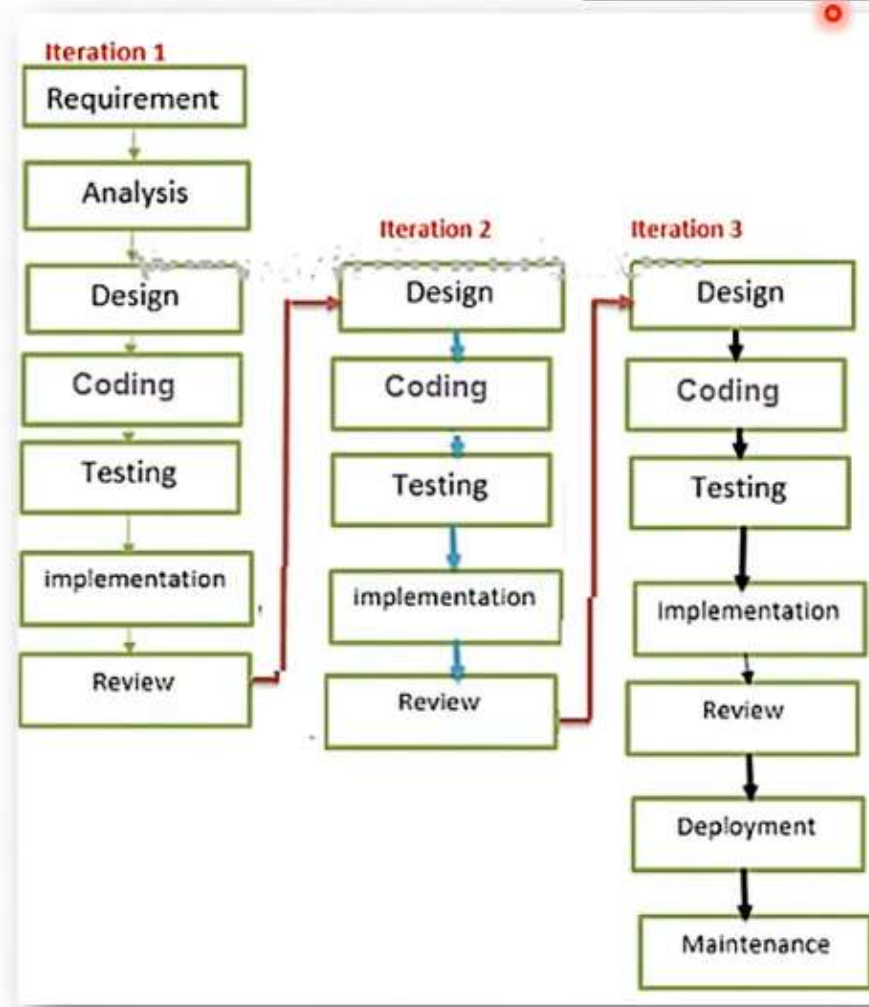 Iteration 1
Requirement
Analysis
Design
Coding
Testing
implementation
Review
Iteration 2
Design
Coding
Testing
implementation
Review
Iteration 3
Design
Coding
Testing
Implementation
Review
Deployment
Maintenance